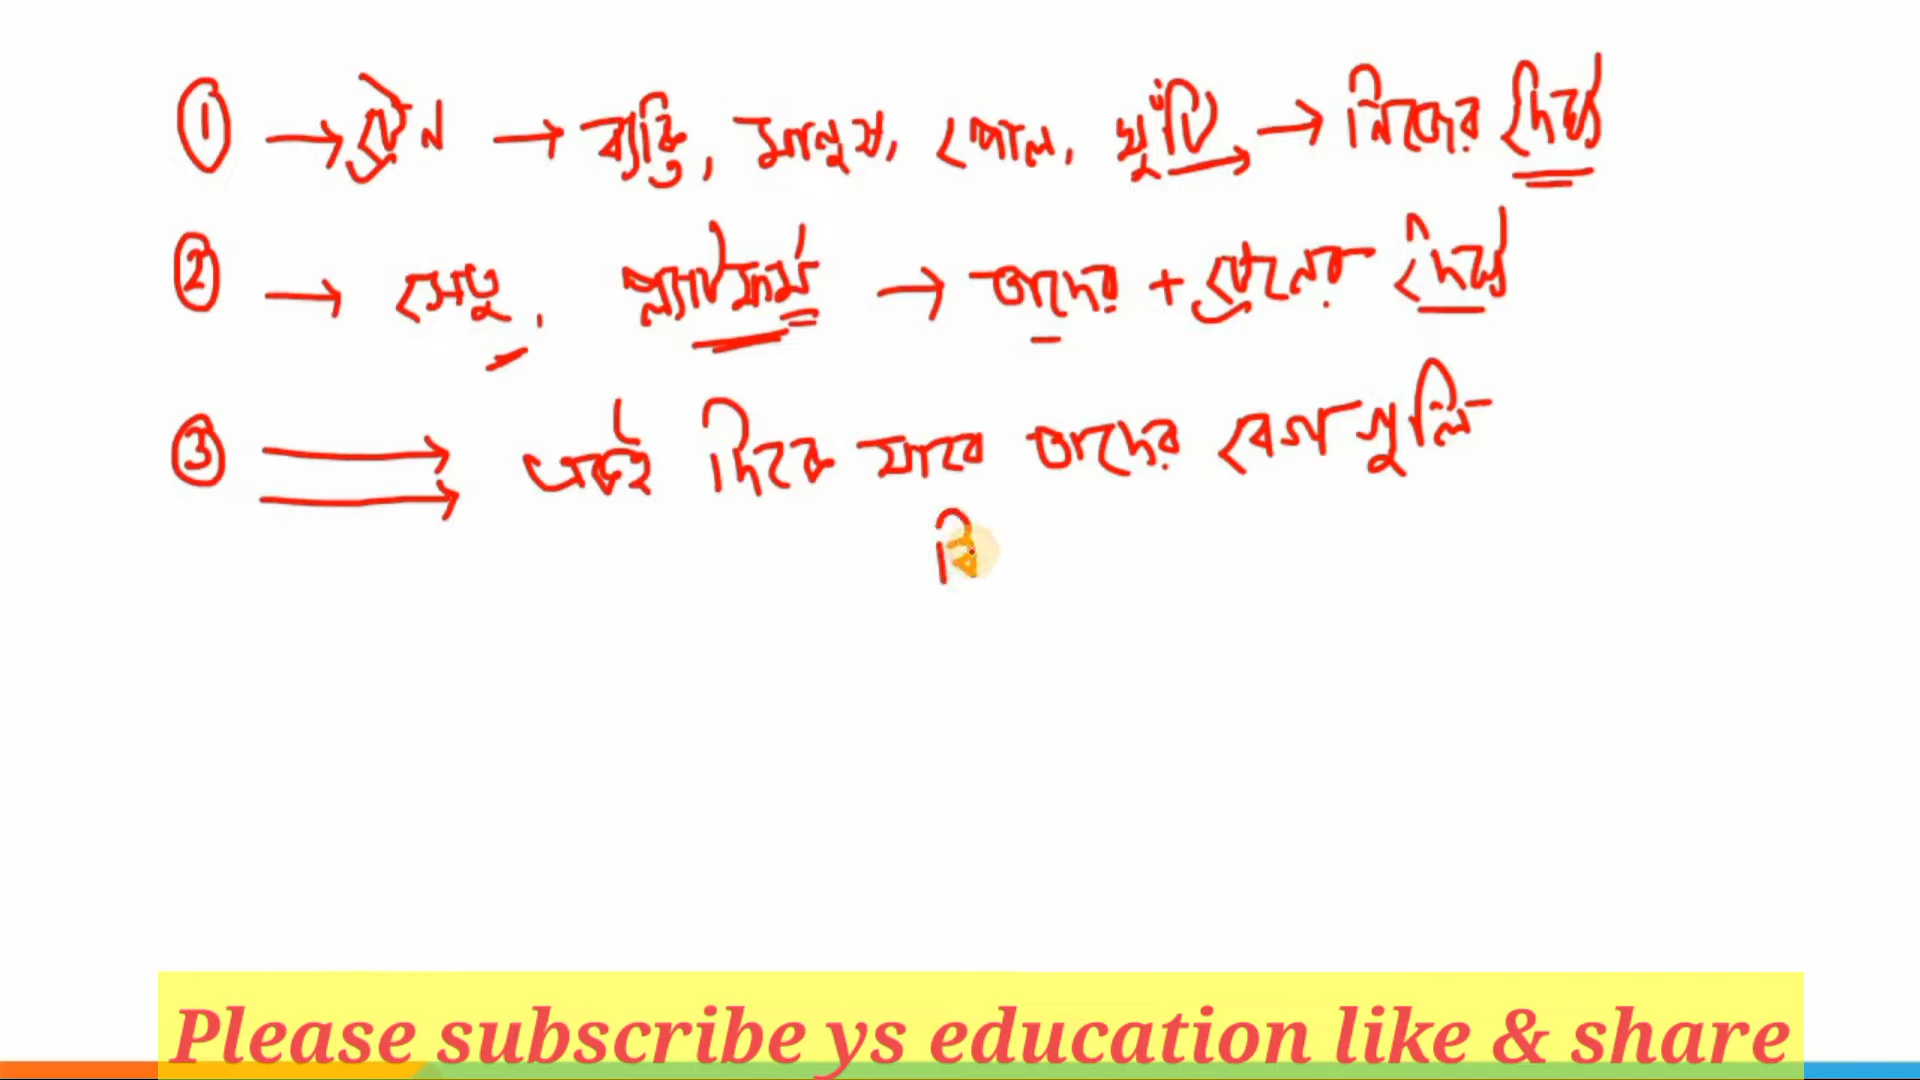 ① → ট্রেন → ব্যক্তি, মানুষ, পোল, খুঁটি → নিজের দৈর্ঘ্য
② → সেতু, প্ল্যাটফর্ম → তাদের + ট্রেনের দৈর্ঘ্য
③ → একই দিকে যাবে তাদের বেগগুলি
বি
Please subscribe ys education like & share